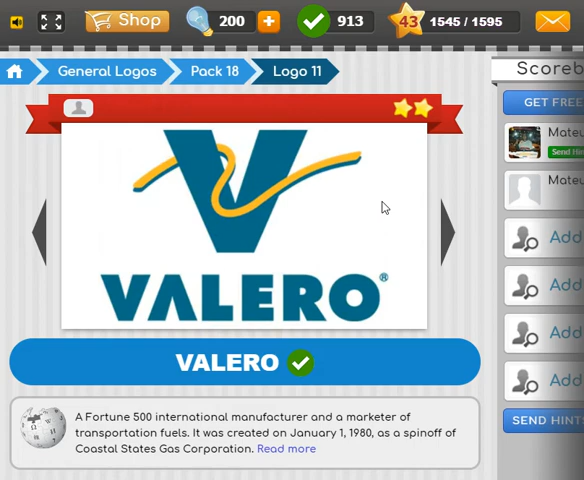 Shop
200
913
43
1545 / 1595
General Logos
Pack 18
Logo 11
Scoreb
GET FREE
VALERO®
Mateu
Send Hin
Mateu
Add
Add
Add
Add
VALERO
SEND HINT
A Fortune 500 international manufacturer and a marketer of
transportation fuels. It was created on January 1, 1980, as a spinoff of
Coastal States Gas Corporation. Read more